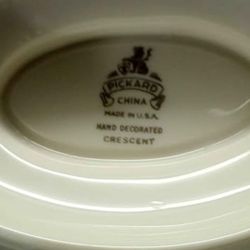 PICKARD
CHINA
MADE IN U.S.A.
HAND DECORATED
CRESCENT